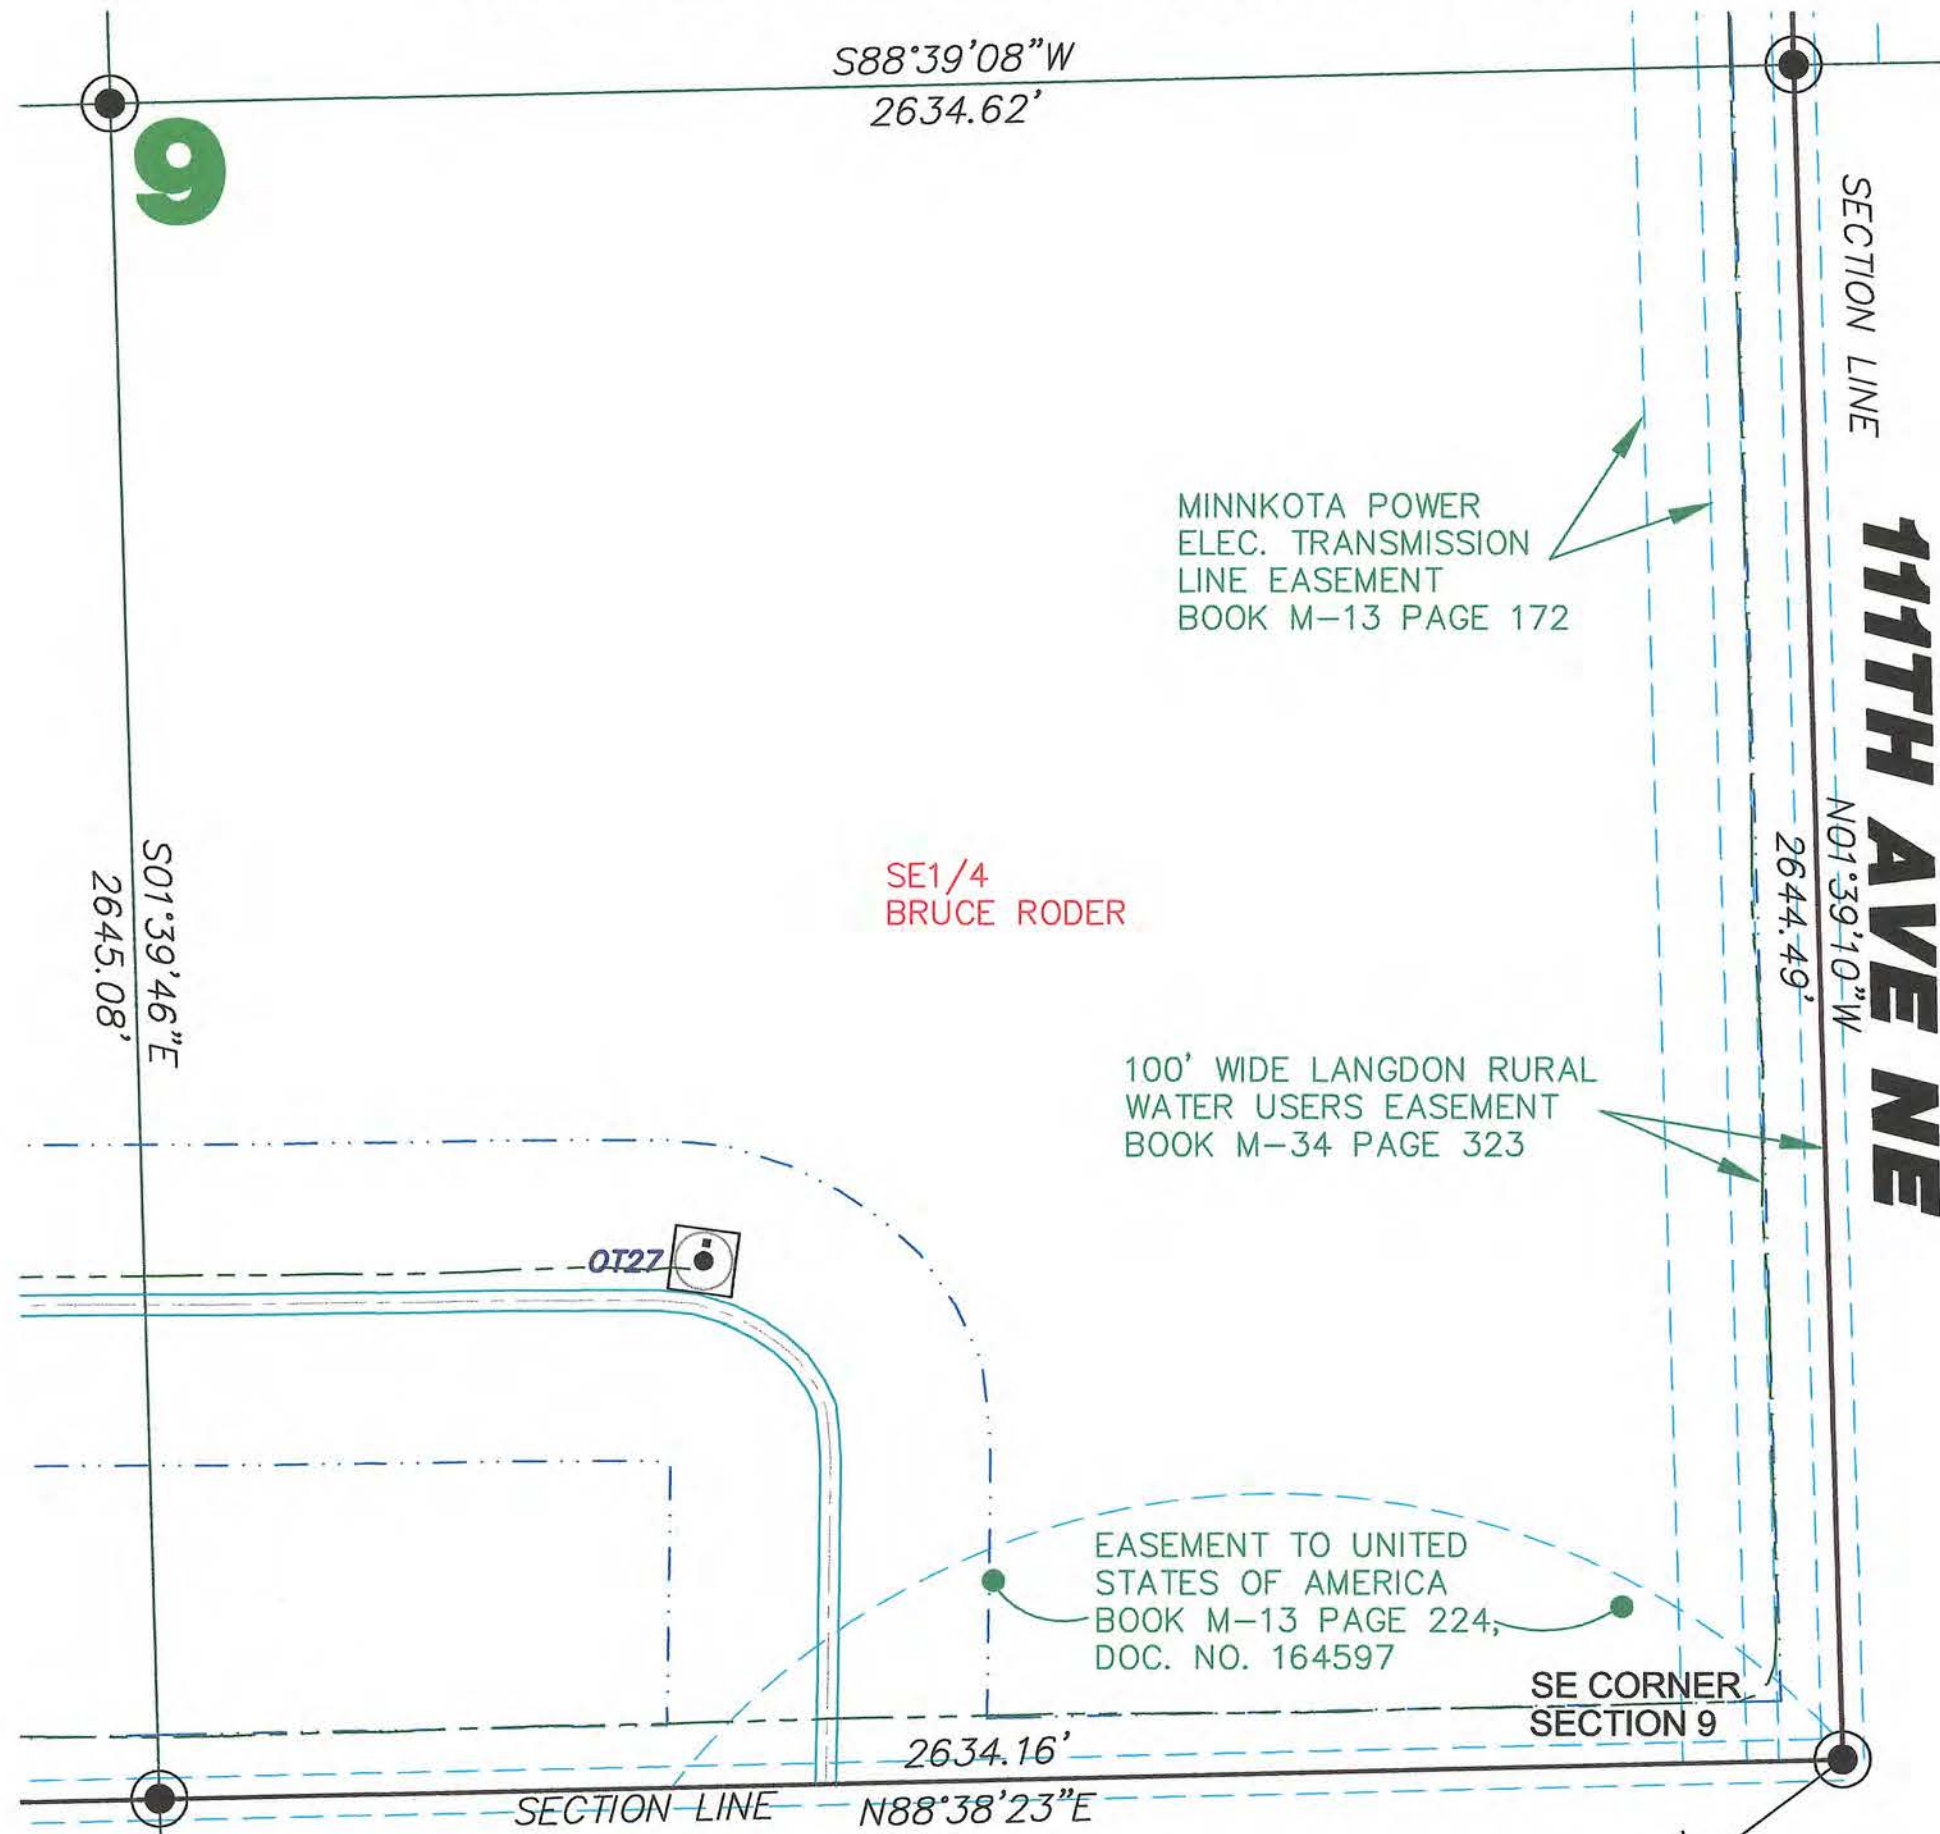 S88°39'08"W
2634.62'
9
SECTION LINE
MINNKOTA POWER
ELEC. TRANSMISSION
LINE EASEMENT
BOOK M-13 PAGE 172
111TH AVE NE
N01°39'10"W
2644.49'
S01°39'46"E
2645.08'
SE1/4
BRUCE RODER
100' WIDE LANGDON RURAL
WATER USERS EASEMENT
BOOK M-34 PAGE 323
OT27
EASEMENT TO UNITED
STATES OF AMERICA
BOOK M-13 PAGE 224,
DOC. NO. 164597
SE CORNER
SECTION 9
2634.16'
SECTION LINE
N88°38'23"E